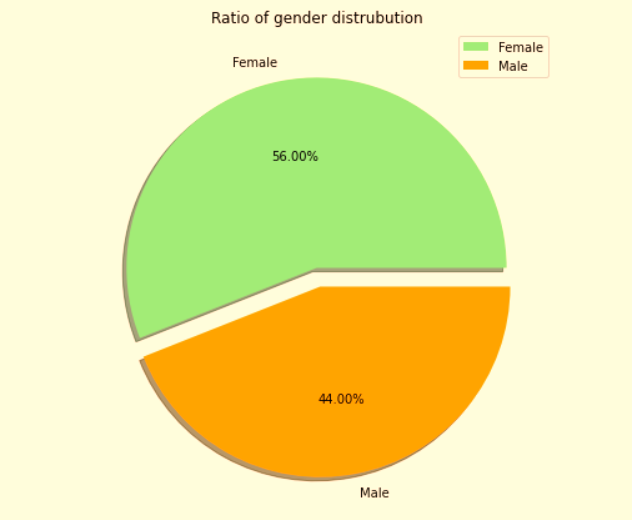 Ratio of gender distrubution
Female
Male
Female
56.00%
44.00%
Male